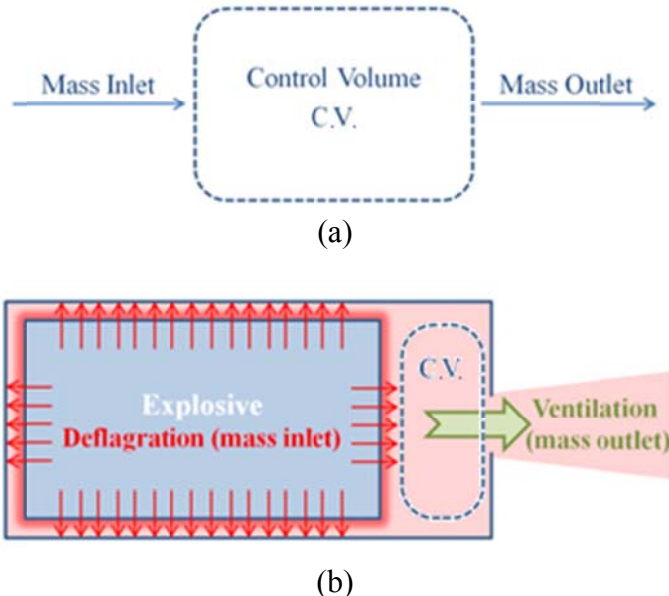 Mass Inlet
Control Volume
C.V.
Mass Outlet
(a)
Explosive
Deflagration (mass inlet)
C.V.
Ventilation
(mass outlet)
(b)